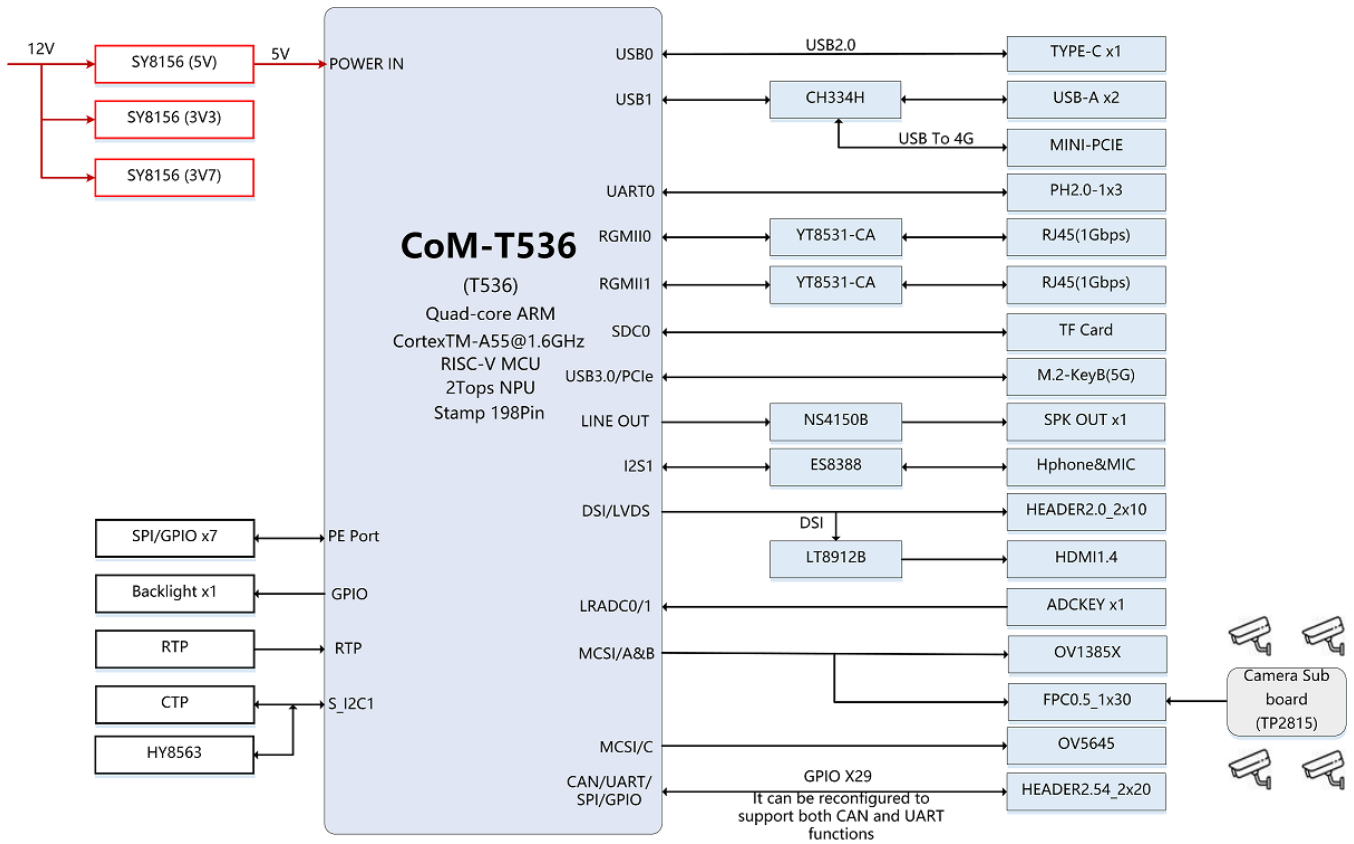 12V
SY8156 (5V)
5V
POWER IN
SY8156 (3V3)
SY8156 (3V7)
CoM-T536
(T536)
Quad-core ARM
CortexTM-A55@1.6GHz
RISC-V MCU
2Tops NPU
Stamp 198Pin
SPI/GPIO x7
PE Port
Backlight x1
GPIO
RTP
RTP
CTP
S_I2C1
HY8563
USB0
USB2.0
TYPE-C x1
USB1
CH334H
USB-A x2
USB To 4G
MINI-PCIE
UART0
PH2.0-1x3
RGMII0
YT8531-CA
RJ45(1Gbps)
RGMII1
YT8531-CA
RJ45(1Gbps)
SDC0
TF Card
USB3.0/PCIe
M.2-KeyB(5G)
LINE OUT
NS4150B
SPK OUT x1
I2S1
ES8388
Hphone&MIC
DSI/LVDS
HEADER2.0_2x10
DSI
LT8912B
HDMI1.4
LRADC0/1
ADCKEY x1
MCSI/A&B
OV1385X
FPC0.5_1x30
Camera Sub
board
(TP2815)
MCSI/C
OV5645
CAN/UART/
SPI/GPIO
GPIO X29
HEADER2.54_2x20
It can be reconfigured to
support both CAN and UART
functions